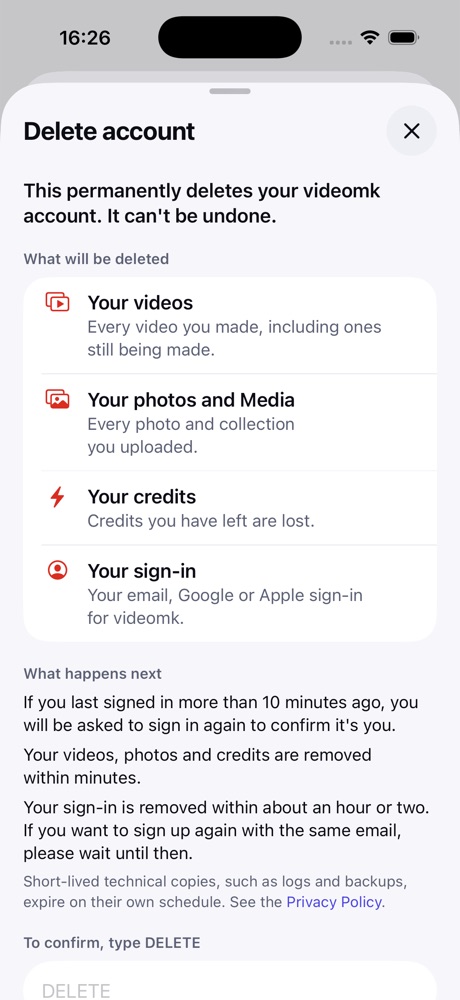 16:26
Delete account
This permanently deletes your videomk
account. It can't be undone.
What will be deleted
Your videos
Every video you made, including ones
still being made.
Your photos and Media
Every photo and collection
you uploaded.
Your credits
Credits you have left are lost.
Your sign-in
Your email, Google or Apple sign-in
for videomk.
What happens next
If you last signed in more than 10 minutes ago, you
will be asked to sign in again to confirm it's you.
Your videos, photos and credits are removed
within minutes.
Your sign-in is removed within about an hour or two.
If you want to sign up again with the same email,
please wait until then.
Short-lived technical copies, such as logs and backups,
expire on their own schedule. See the Privacy Policy.
To confirm, type DELETE
DELETE